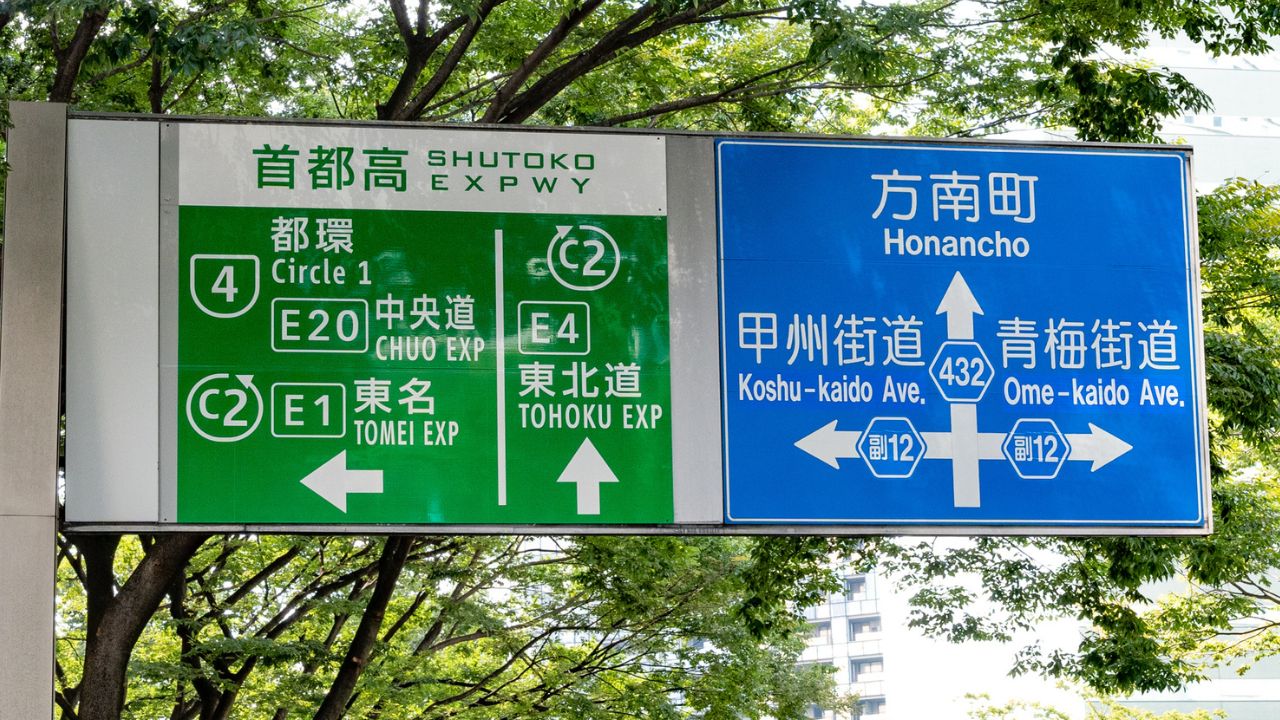 首都高 SHUTOKO
EXPWY
都環
4 Circle 1
E20 中央道
CHUO EXP
C2 E1 東名
TOMEI EXP
C2
E4
東北道
TOHOKU EXP
方南町
Honancho
甲州街道
Koshu-kaido Ave.
432
青梅街道
Ome-kaido Ave.
副12
副12